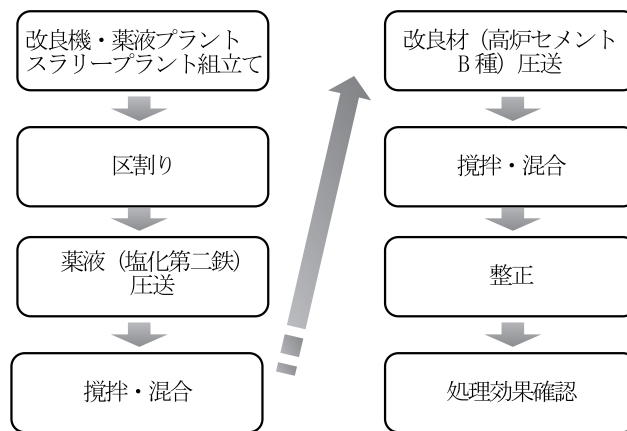 改良機・薬液プラント
スラリープラント組立て
区割り
薬液（塩化第二鉄）
圧送
撹拌・混合
改良材（高炉セメント
B 種）圧送
撹拌・混合
整正
処理効果確認